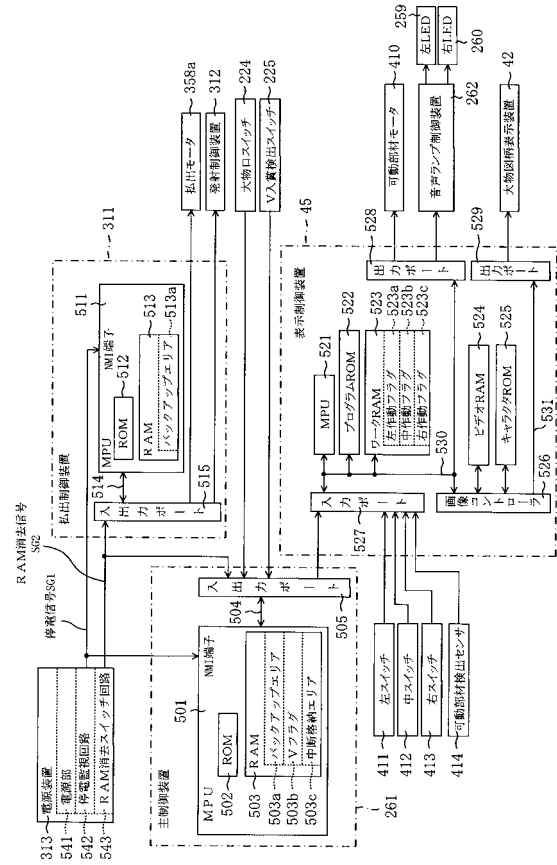 RAM消去信号
SG2
停電信号SG1
313
電源装置
541
電源部
542
停電監視回路
543
RAM消去スイッチ回路
払出制御装置
311
MPU
NMI端子
511
ROM
512
RAM
513
バックアップエリア
513a
514
入出力ポート
515
払出モータ
358a
発射制御装置
312
大物口スイッチ
224
V入賞検出スイッチ
225
主制御装置
261
MPU
NMI端子
501
ROM
502
RAM
503
バックアップエリア
503a
Vフラグ
503b
中断格納エリア
503c
504
入出力ポート
505
表示制御装置
45
MPU
521
プログラムROM
522
ワークRAM
523
左作動フラグ
523a
中作動フラグ
523b
右作動フラグ
523c
ビデオRAM
524
キャラクタROM
525
画像コントローラ
526
入力ポート
527
出力ポート
528
出力ポート
529
530
531
可動部材モータ
410
音声ランプ制御装置
262
左LED
259
右LED
260
大物図柄表示装置
42
411
左スイッチ
412
中スイッチ
413
右スイッチ
414
可動部材検出センサ